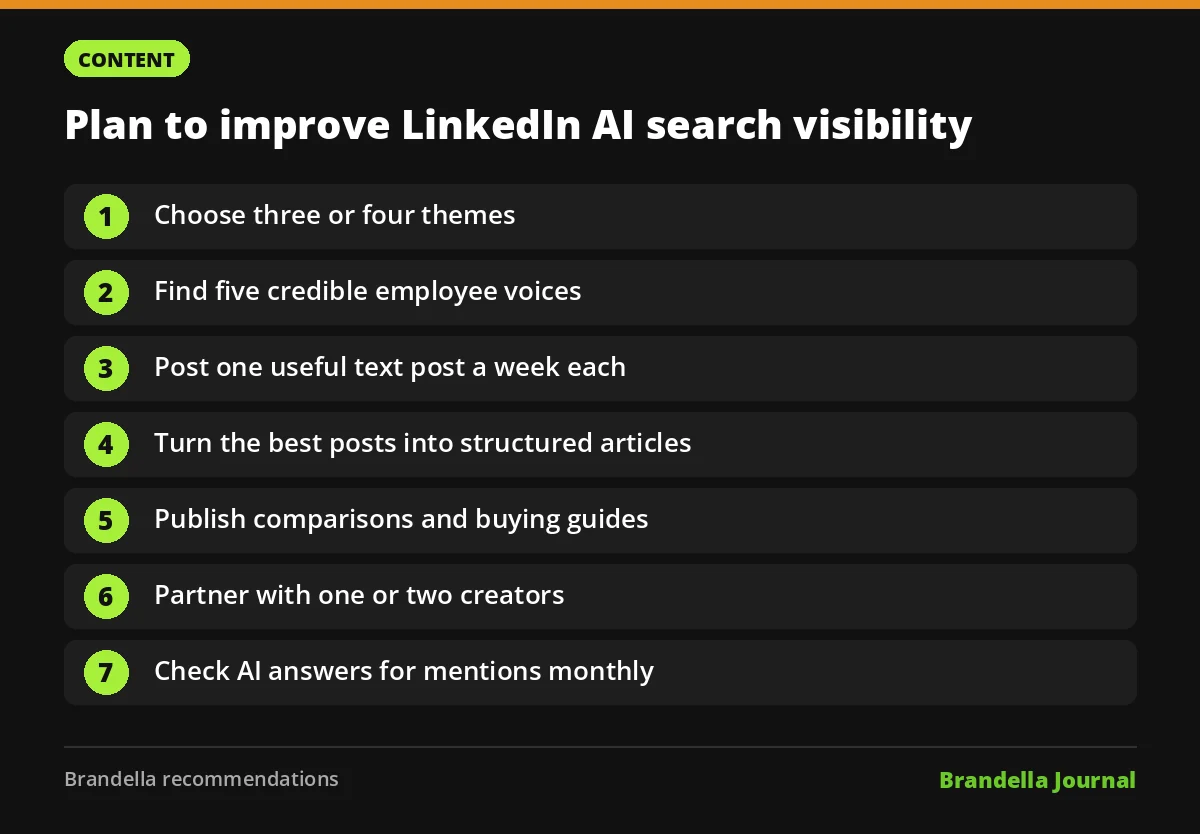 CONTENT
Plan to improve LinkedIn AI search visibility
1 Choose three or four themes
2 Find five credible employee voices
3 Post one useful text post a week each
4 Turn the best posts into structured articles
5 Publish comparisons and buying guides
6 Partner with one or two creators
7 Check AI answers for mentions monthly
Brandella recommendations
Brandella Journal